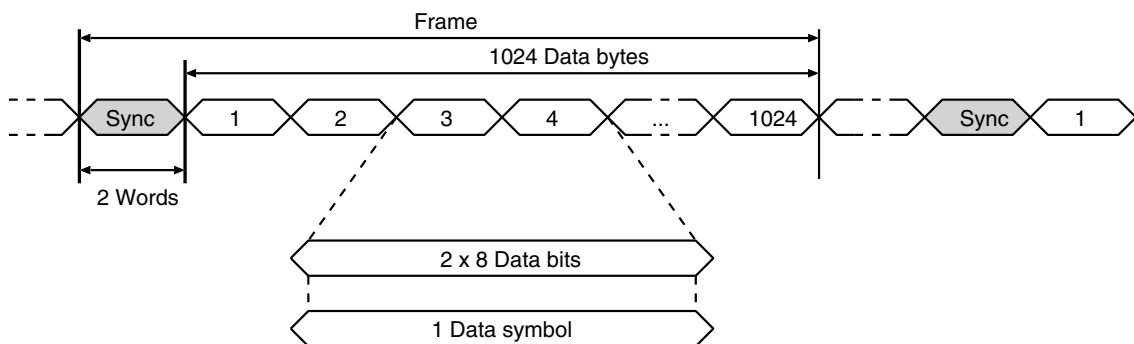 Frame
1024 Data bytes
Sync 1 2 3 4 ... 1024 Sync 1
2 Words
2 x 8 Data bits
1 Data symbol